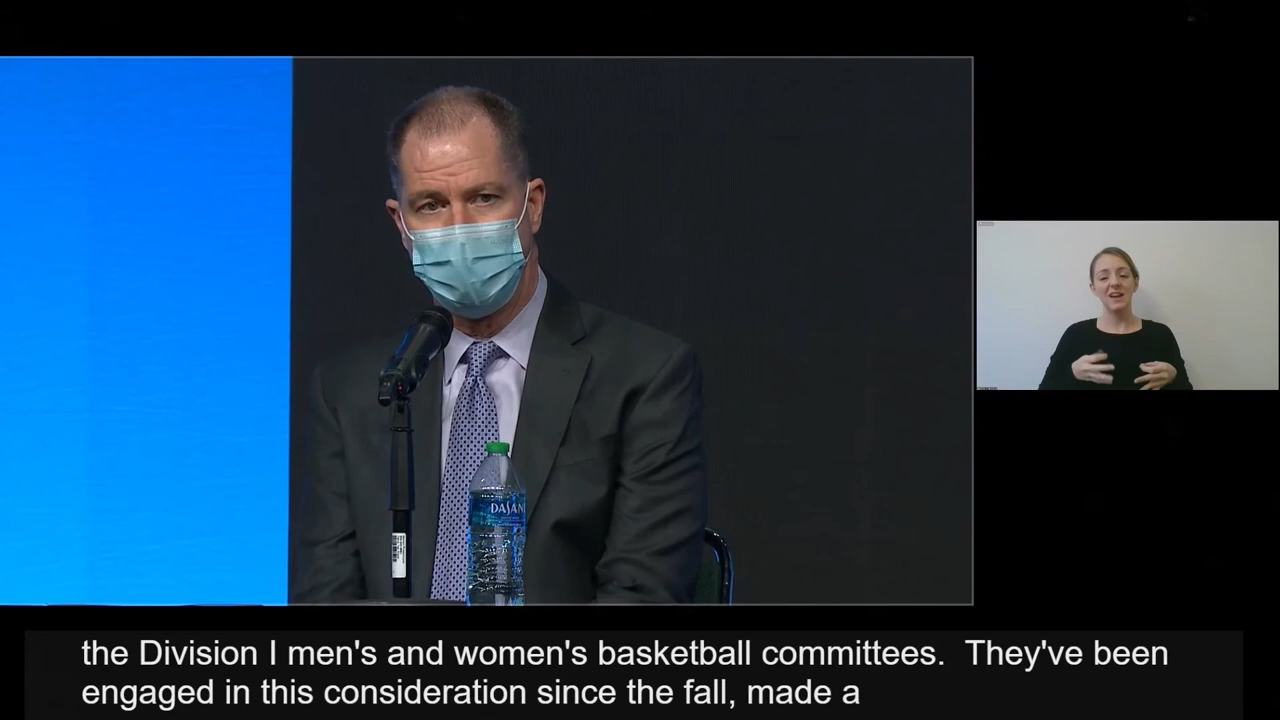 DASAN
the Division I men's and women's basketball committees. They've been
engaged in this consideration since the fall, made a